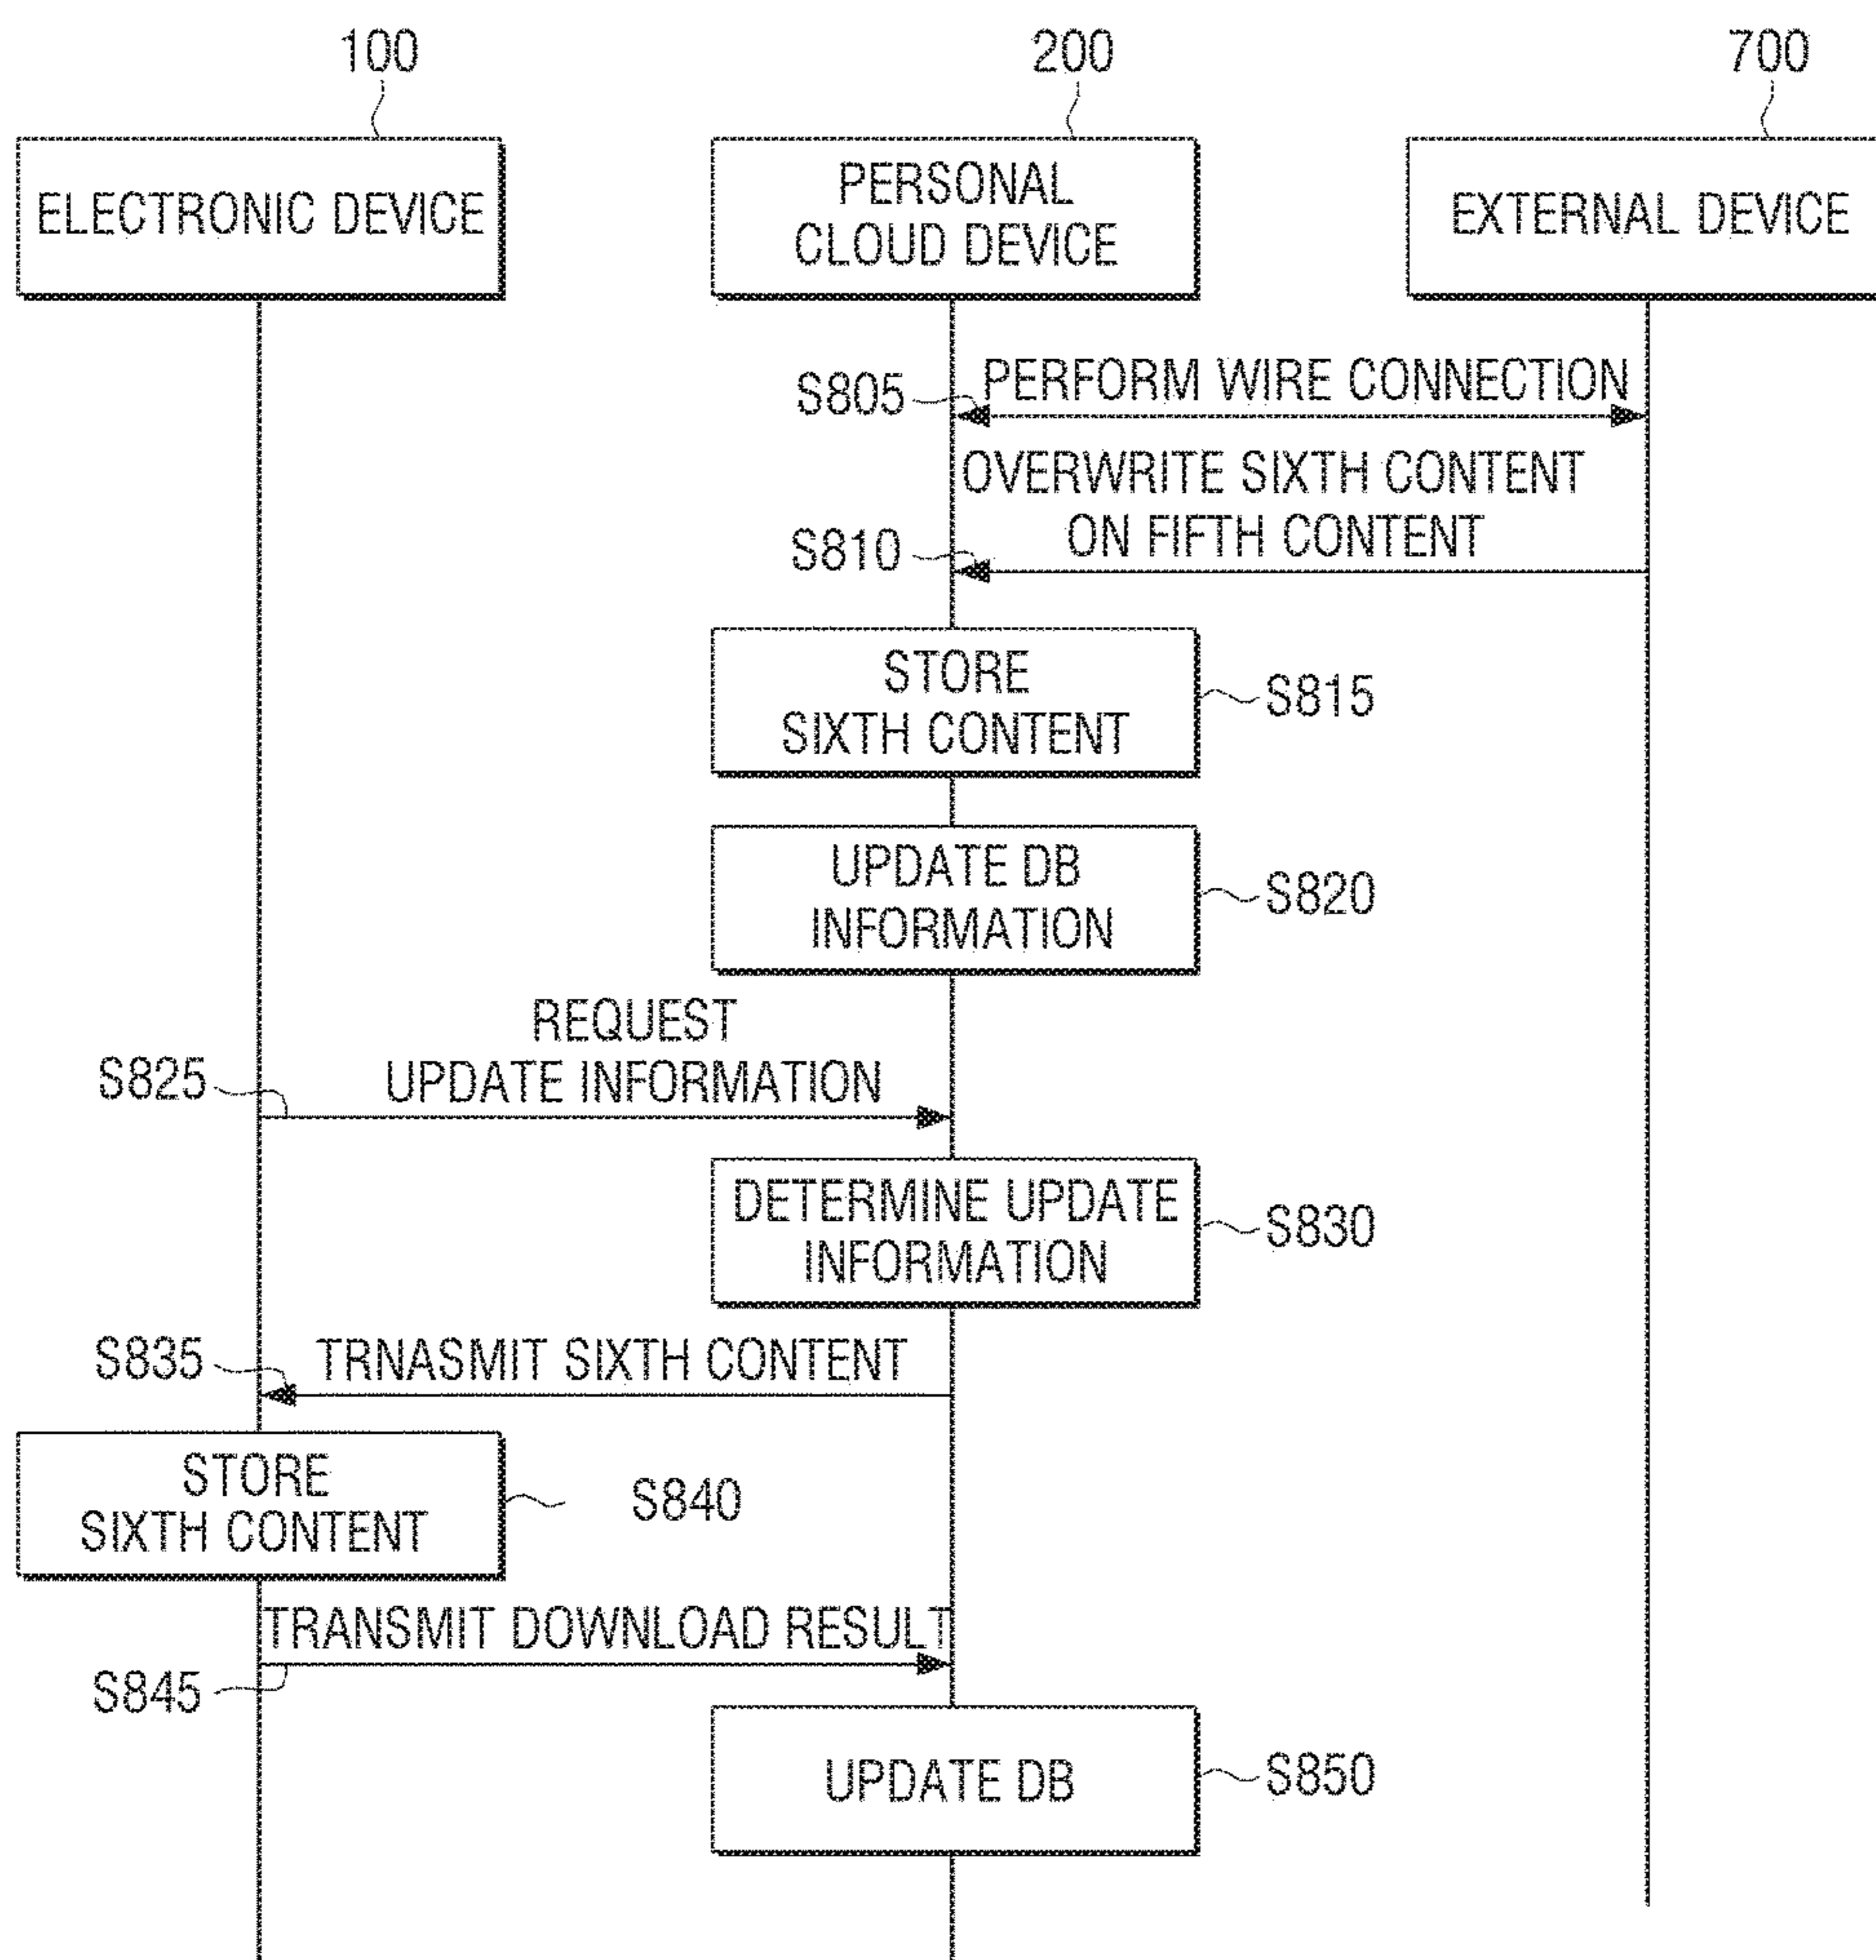 100
200
700
ELECTRONIC DEVICE
PERSONAL
CLOUD DEVICE
EXTERNAL DEVICE
S805
PERFORM WIRE CONNECTION
OVERWRITE SIXTH CONTENT
ON FIFTH CONTENT
S810
STORE
SIXTH CONTENT
S815
UPDATE DB
INFORMATION
S820
REQUEST
UPDATE INFORMATION
S825
DETERMINE UPDATE
INFORMATION
S830
S835
TRNASMIT SIXTH CONTENT
STORE
SIXTH CONTENT
S840
TRANSMIT DOWNLOAD RESULT
S845
UPDATE DB
S850